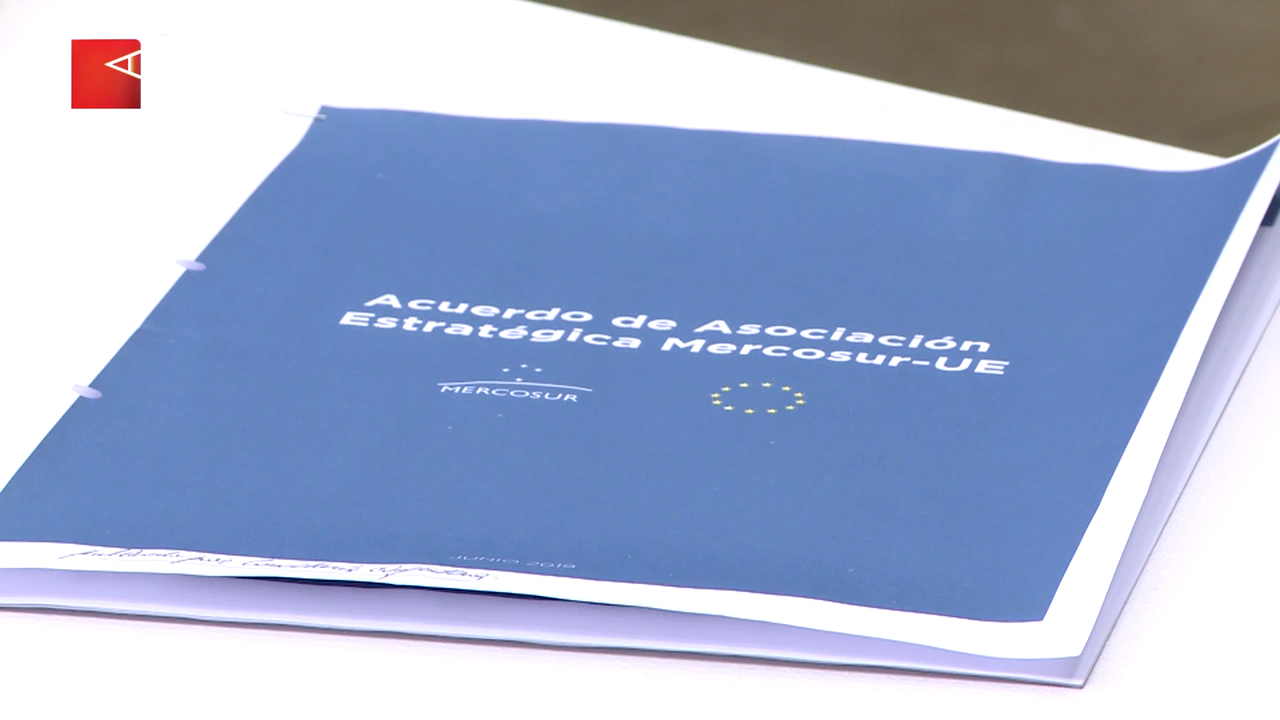 Acuerdo de Asociación
Estratégica Mercosur-UE
MERCOSUR
JUNIO 2019